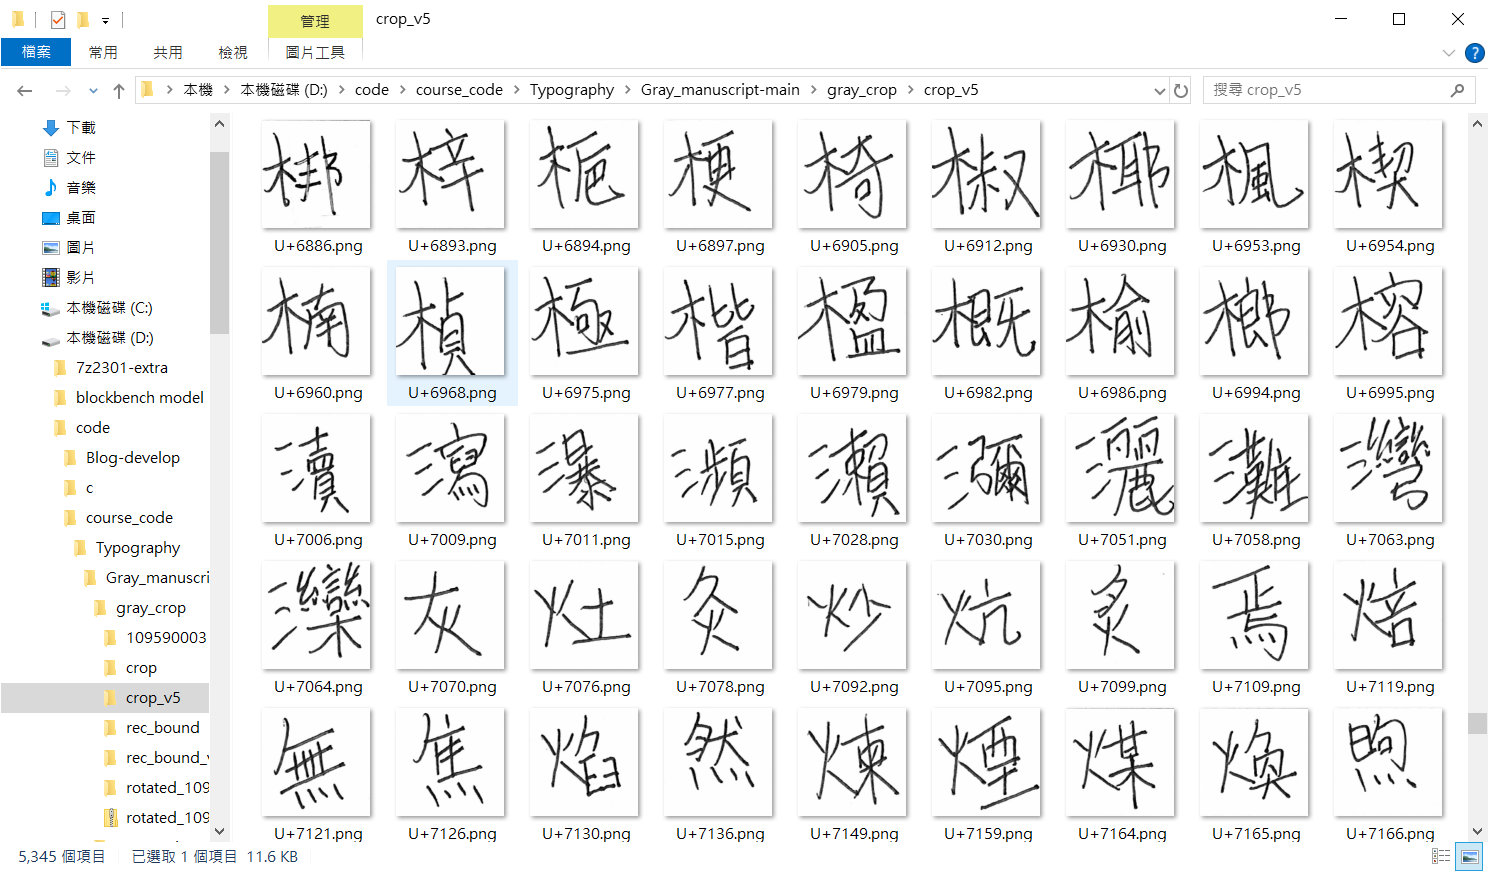 管理 crop_v5
檔案 常用 共用 檢視 圖片工具
本機 本機磁碟 (D:) code course_code Typography Gray_manuscript-main gray_crop crop_v5 搜尋 crop_v5
下載
文件
音樂
桌面
圖片
影片
本機磁碟 (C:)
本機磁碟 (D:)
7z2301-extra
blockbench model
code
Blog-develop
c
course_code
Typography
Gray_manuscri
gray_crop
109590003
crop
crop_v5
rec_bound
rec_bound_v
rotated_109
rotated_109
梆 梓 梔 梗 椅 椒 椰 楓 楔
U+6886.png U+6893.png U+6894.png U+6897.png U+6905.png U+6912.png U+6930.png U+6953.png U+6954.png
楠 楨 極 楷 楹 概 榆 榔 榕
U+6960.png U+6968.png U+6975.png U+6977.png U+6979.png U+6982.png U+6986.png U+6994.png U+6995.png
瀆 瀉 瀑 瀕 瀨 瀰 灑 灘 灣
U+7006.png U+7009.png U+7011.png U+7015.png U+7028.png U+7030.png U+7051.png U+7058.png U+7063.png
灤 灰 灶 灸 炒 炕 炙 焉 焙
U+7064.png U+7070.png U+7076.png U+7078.png U+7092.png U+7095.png U+7099.png U+7109.png U+7119.png
無 焦 焰 然 煉 煙 煤 煥 煦
U+7121.png U+7126.png U+7130.png U+7136.png U+7149.png U+7159.png U+7164.png U+7165.png U+7166.png
5,345 個項目 已選取 1 個項目 11.6 KB